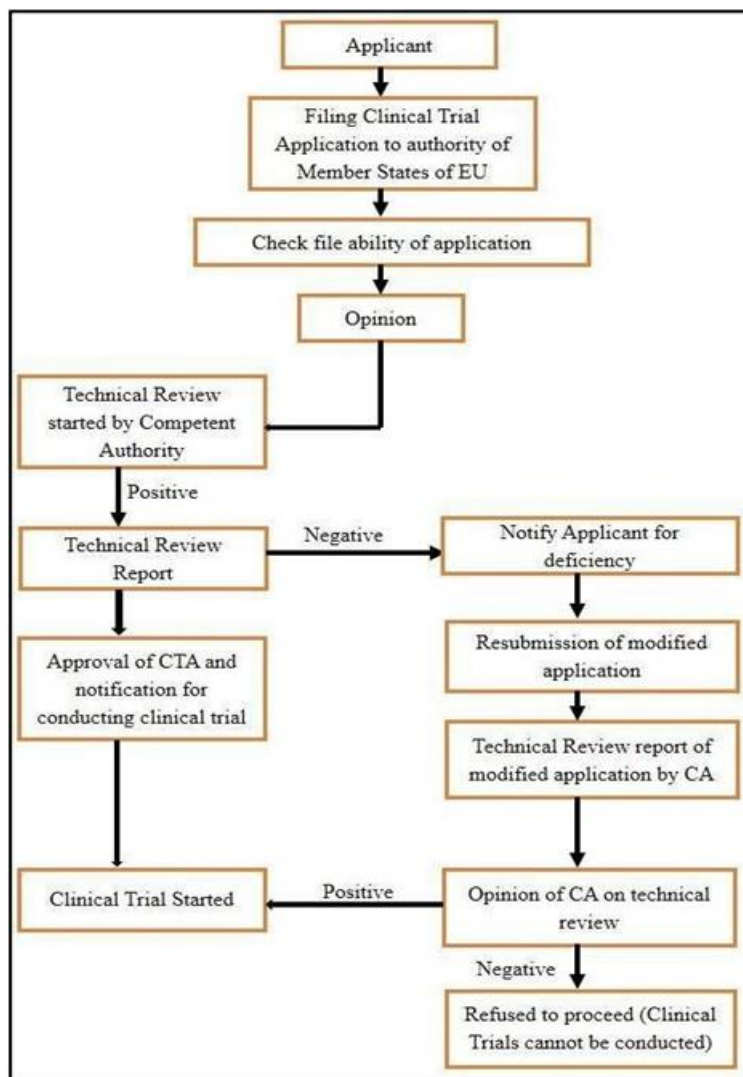 Applicant
Filing Clinical Trial
Application to authority of
Member States of EU
Check file ability of application
Opinion
Technical Review
started by Competent
Authority
Positive
Technical Review
Report
Negative
Notify Applicant for
deficiency
Approval of CTA and
notification for
conducting clinical trial
Resubmission of modified
application
Technical Review report of
modified application by CA
Clinical Trial Started
Positive
Opinion of CA on technical
review
Negative
Refused to proceed (Clinical
Trials cannot be conducted)